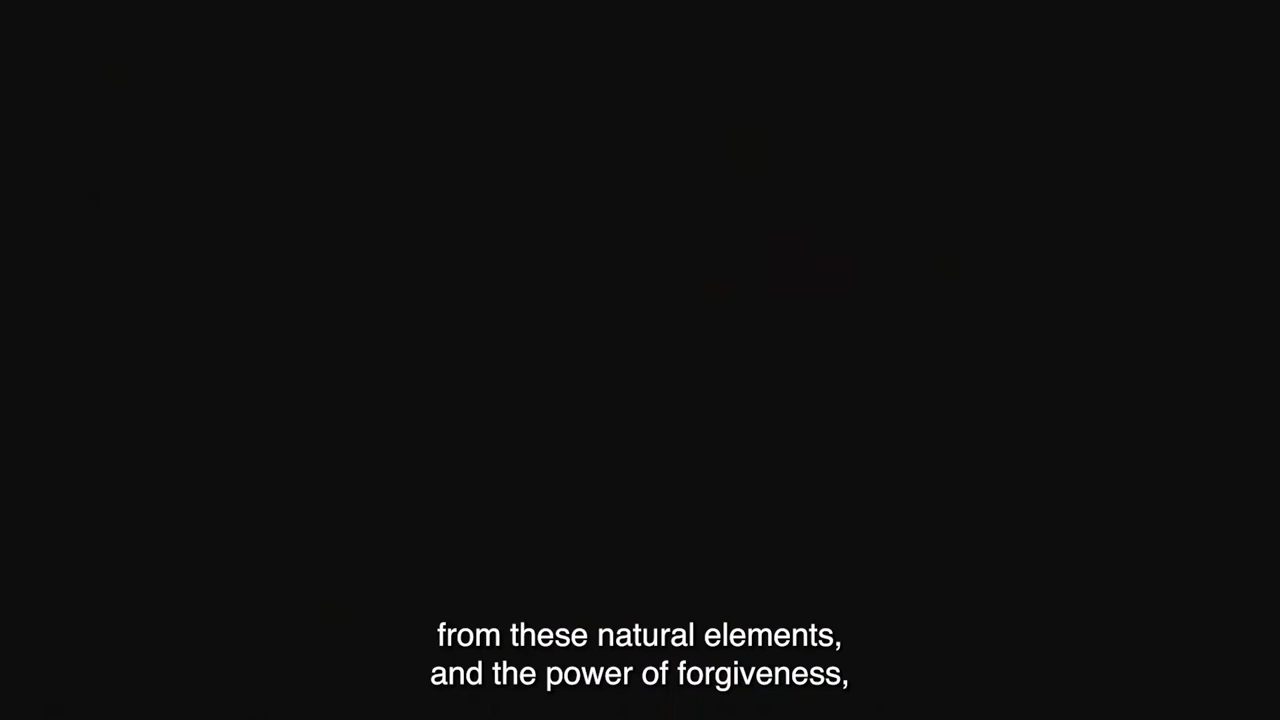 from these natural elements,
and the power of forgiveness,